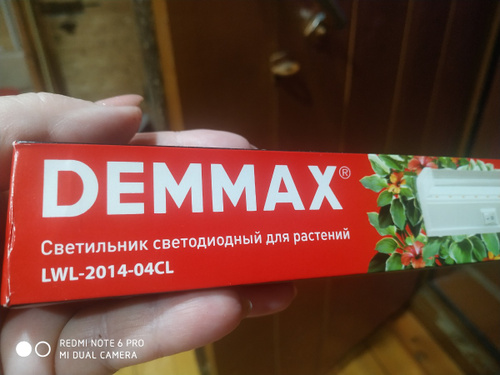 DEMMAX®
Светильник светодиодный для растений
LWL-2014-04CL
REDMI NOTE 6 PRO
MI DUAL CAMERA